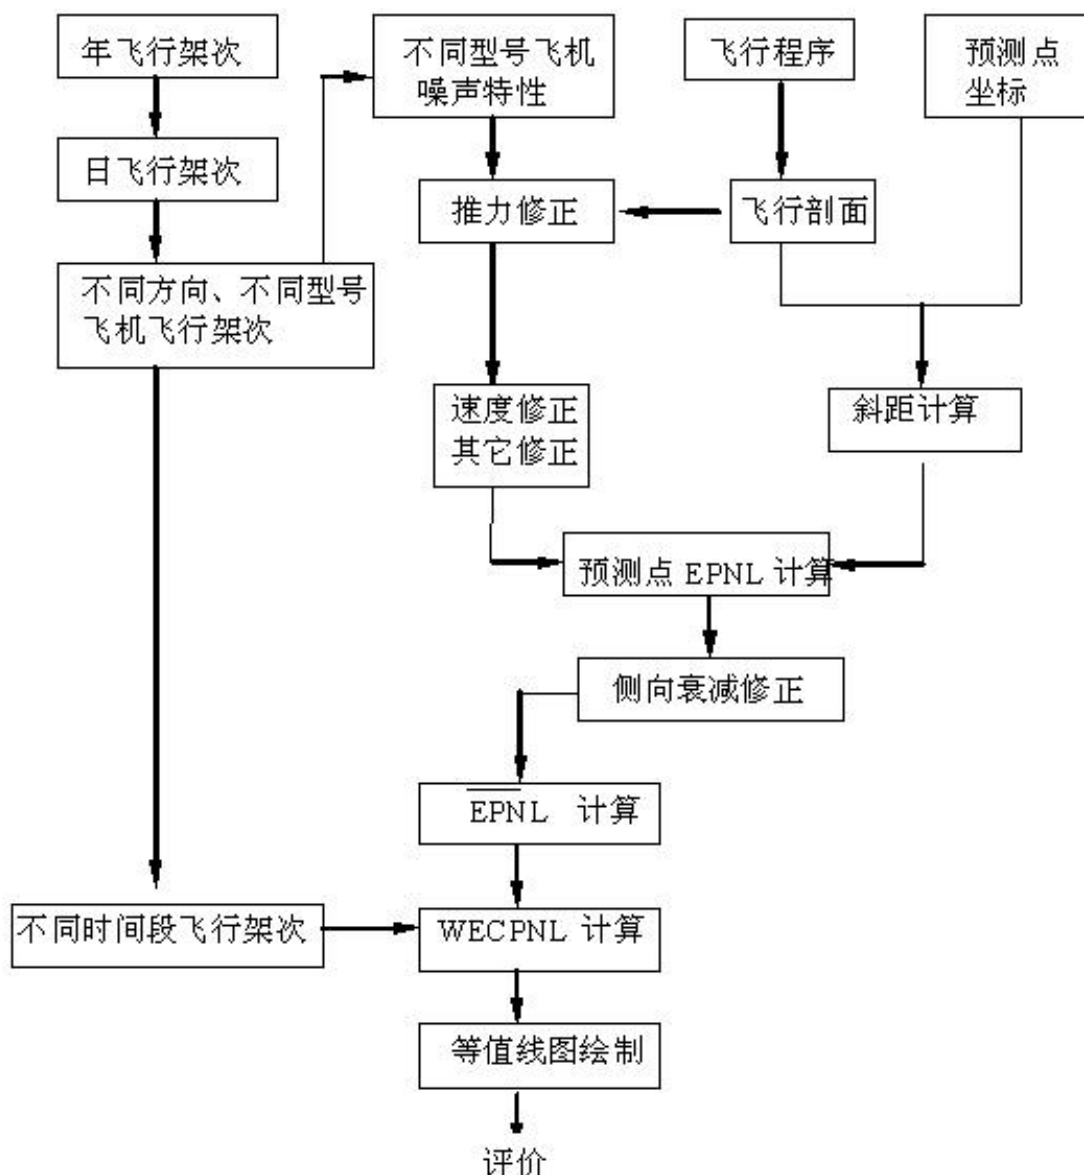 年飞行架次
不同型号飞机
噪声特性
飞行程序
预测点
坐标
日飞行架次
推力修正
飞行剖面
不同方向、不同型号
飞机飞行架次
速度修正
其它修正
斜距计算
预测点 EPNL 计算
侧向衰减修正
EPNL 计算
不同时间段飞行架次
WECPNL 计算
等值线图绘制
评价